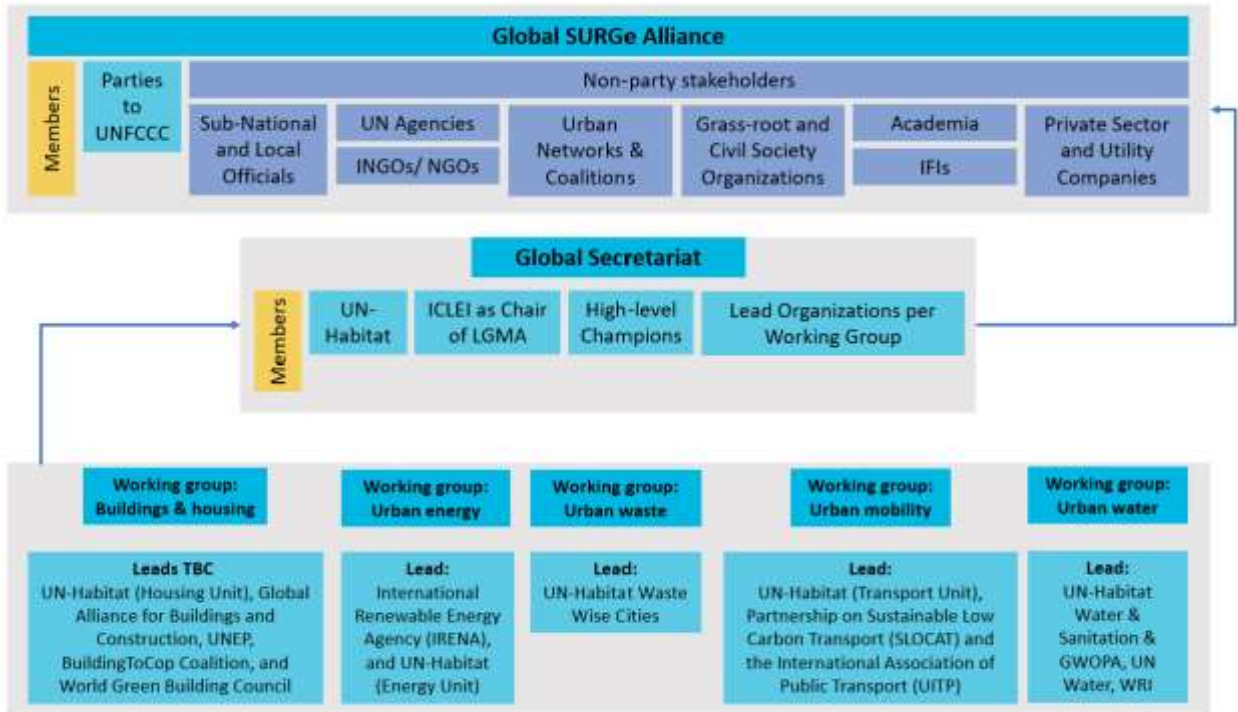 Global SURGe Alliance
Members
Parties
to
UNFCCC
Non-party stakeholders
Sub-National
and Local
Officials
UN Agencies
INGOs/ NGOs
Urban
Networks &
Coalitions
Grass-root and
Civil Society
Organizations
Academia
IFIs
Private Sector
and Utility
Companies
Global Secretariat
Members
UN-
Habitat
ICLEI as Chair
of LGMA
High-level
Champions
Lead Organizations per
Working Group
Working group:
Buildings & housing
Leads TBC
UN-Habitat (Housing Unit), Global
Alliance for Buildings and
Construction, UNEP,
BuildingToCop Coalition, and
World Green Building Council
Working group:
Urban energy
Lead:
International
Renewable Energy
Agency (IRENA),
and UN-Habitat
(Energy Unit)
Working group:
Urban waste
Lead:
UN-Habitat Waste
Wise Cities
Working group:
Urban mobility
Lead:
UN-Habitat (Transport Unit),
Partnership on Sustainable Low
Carbon Transport (SLOCAT) and
the International Association of
Public Transport (UITP)
Working group:
Urban water
Lead:
UN-Habitat
Water &
Sanitation &
GWOPA, UN
Water, WRI